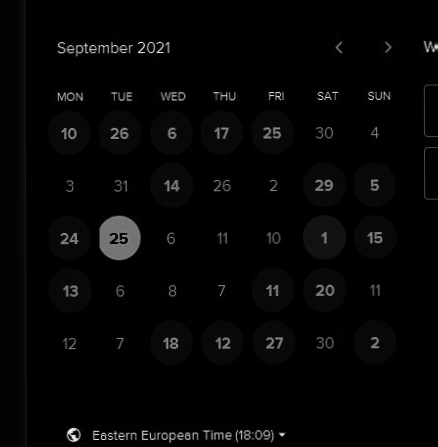 September 2021
MON TUE WED THU FRI SAT SUN
10 26 6 17 25 30 4
3 31 14 26 2 29 5
24 25 6 11 10 1 15
13 6 8 7 11 20 11
12 7 18 12 27 30 2
Eastern European Time (18:09)